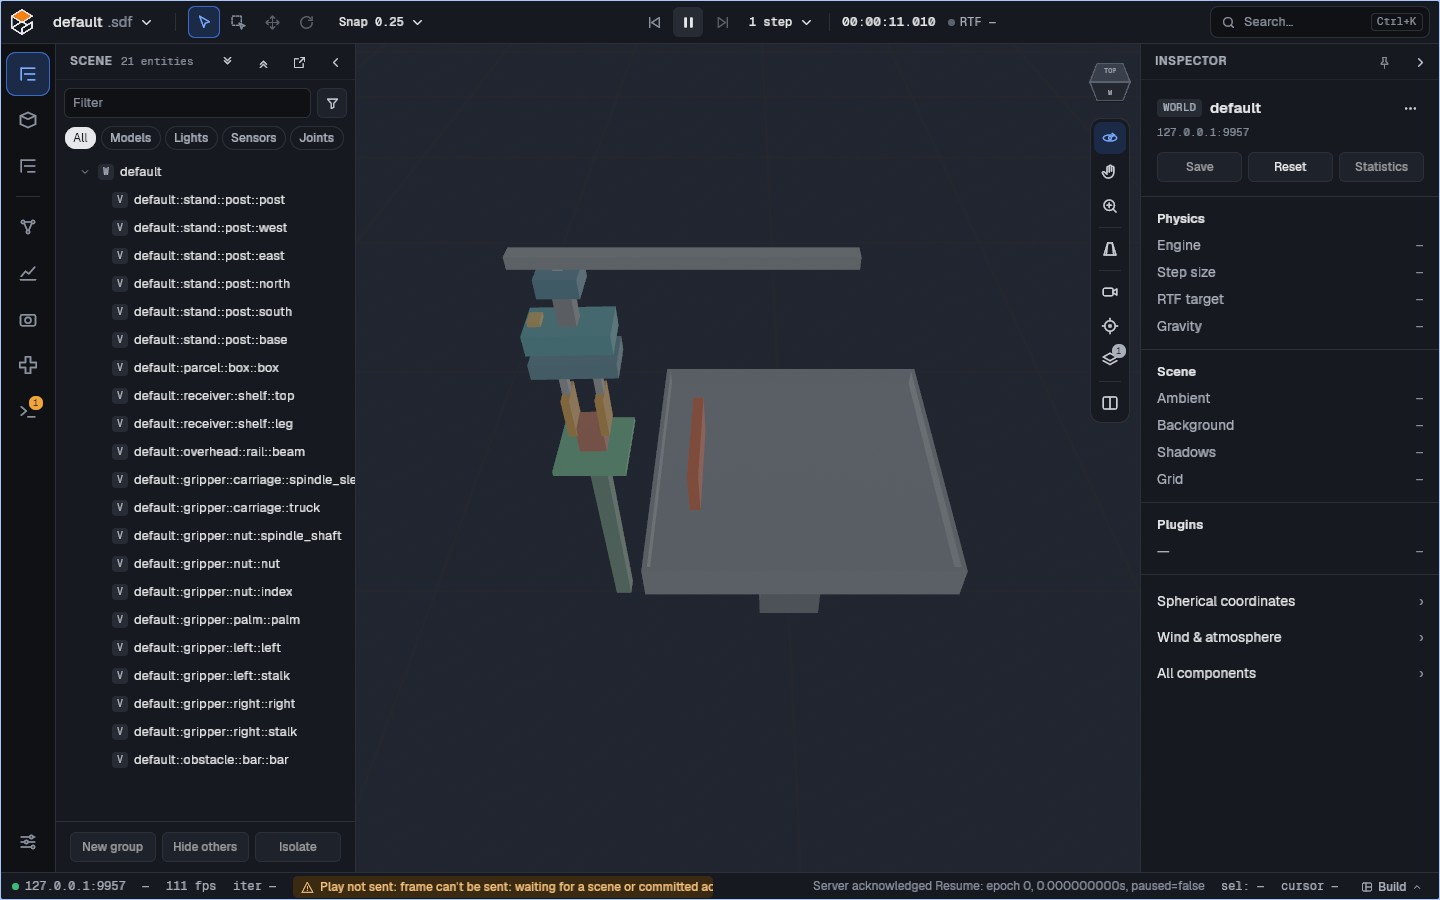 default .sdf
Snap 0.25
1 step
00:00:11.010
RTF –
Search...
Ctrl+K
SCENE 21 entities
Filter
All
Models
Lights
Sensors
Joints
W default
V default::stand::post::post
V default::stand::post::west
V default::stand::post::east
V default::stand::post::north
V default::stand::post::south
V default::stand::post::base
V default::parcel::box::box
V default::receiver::shelf::top
V default::receiver::shelf::leg
V default::overhead::rail::beam
V default::gripper::carriage::spindle_sle
V default::gripper::carriage::truck
V default::gripper::nut::spindle_shaft
V default::gripper::nut::nut
V default::gripper::nut::index
V default::gripper::palm::palm
V default::gripper::left::left
V default::gripper::left::stalk
V default::gripper::right::right
V default::gripper::right::stalk
V default::obstacle::bar::bar
1
New group
Hide others
Isolate
TOP
W
1
INSPECTOR
WORLD default
127.0.0.1:9957
Save
Reset
Statistics
Physics
Engine –
Step size –
RTF target –
Gravity –
Scene
Ambient –
Background –
Shadows –
Grid –
Plugins
— –
Spherical coordinates
Wind & atmosphere
All components
127.0.0.1:9957 – 111 fps iter – Play not sent: frame can't be sent: waiting for a scene or committed ac
Server acknowledged Resume: epoch 0, 0.000000000s, paused=false sel: – cursor – Build